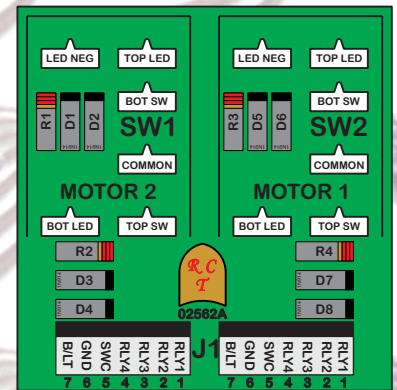 LED NEG TOP LED LED NEG TOP LED
R1 D1 D2 BOT SW R3 D5 D6 BOT SW
SW1 SW2
COMMON COMMON
MOTOR 2 MOTOR 1
BOT LED TOP SW BOT LED TOP SW
R2 R4
D3 R C T D7
D4 02562A D8
J1
B/LT GND SWC RLY4 RLY3 RLY2 RLY1 B/LT GND SWC RLY4 RLY3 RLY2 RLY1
7 6 5 4 3 2 1 7 6 5 4 3 2 1